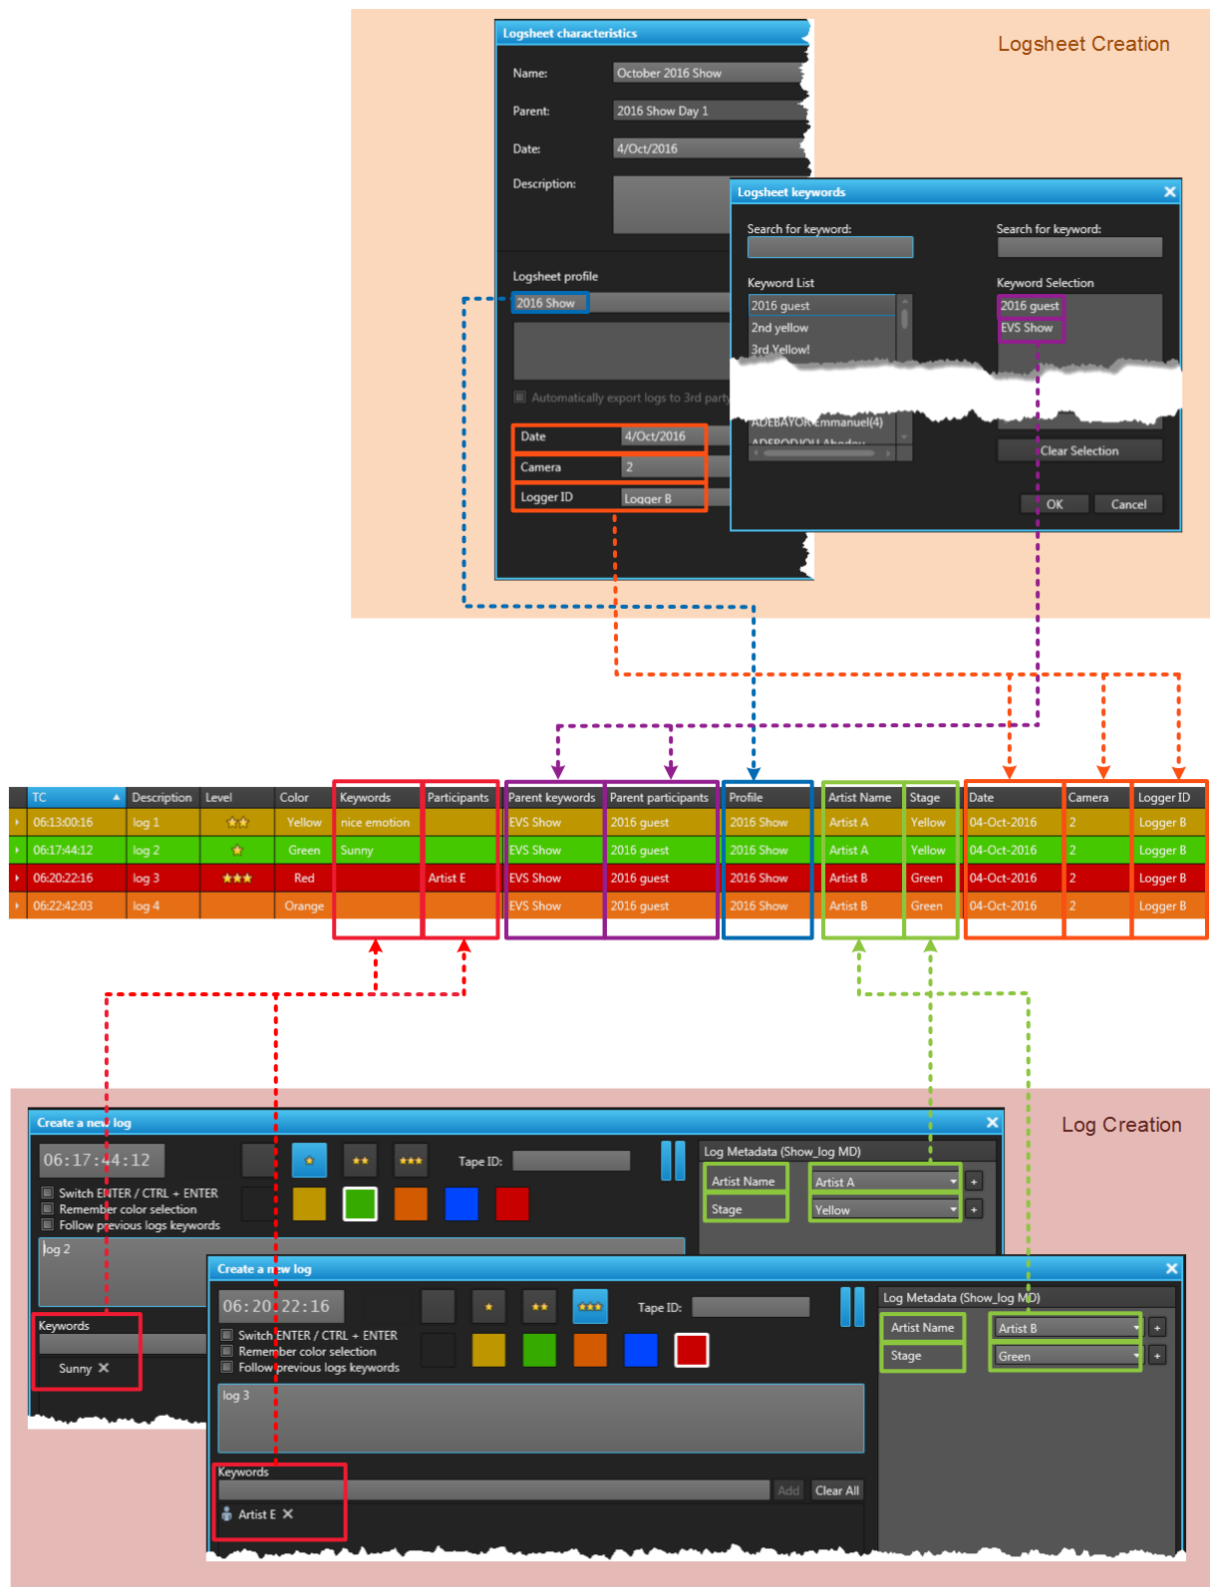 Logsheet Creation
Logsheet characteristics
Name: October 2016 Show
Parent: 2016 Show Day 1
Date: 4/Oct/2016
Description:
Logsheet profile
2016 Show
Automatically export logs to 3rd party
Date 4/Oct/2016
Camera 2
Logger ID Logger B
Logsheet keywords
Search for keyword: Search for keyword:
Keyword List Keyword Selection
2016 guest 2016 guest
2nd yellow EVS Show
3rd Yellow!
ADEBAYOR Emmanuel(4)
Clear Selection
OK Cancel
TC Description Level Color Keywords Participants Parent keywords Parent participants Profile Artist Name Stage Date Camera Logger ID
06:13:00:16 log 1 Yellow nice emotion EVS Show 2016 guest 2016 Show Artist A Yellow 04-Oct-2016 2 Logger B
06:17:44:12 log 2 Green Sunny EVS Show 2016 guest 2016 Show Artist A Yellow 04-Oct-2016 2 Logger B
06:20:22:16 log 3 Red Artist E EVS Show 2016 guest 2016 Show Artist B Green 04-Oct-2016 2 Logger B
06:22:42:03 log 4 Orange EVS Show 2016 guest 2016 Show Artist B Green 04-Oct-2016 2 Logger B
Log Creation
Create a new log
06:17:44:12 Tape ID:
Switch ENTER / CTRL + ENTER
Remember color selection
Follow previous logs keywords
log 2
Keywords
Sunny
Log Metadata (Show_log MD)
Artist Name Artist A +
Stage Yellow +
Create a new log
06:20:22:16 Tape ID:
Switch ENTER / CTRL + ENTER
Remember color selection
Follow previous logs keywords
log 3
Keywords
Add Clear All
Artist E
Log Metadata (Show_log MD)
Artist Name Artist B +
Stage Green +